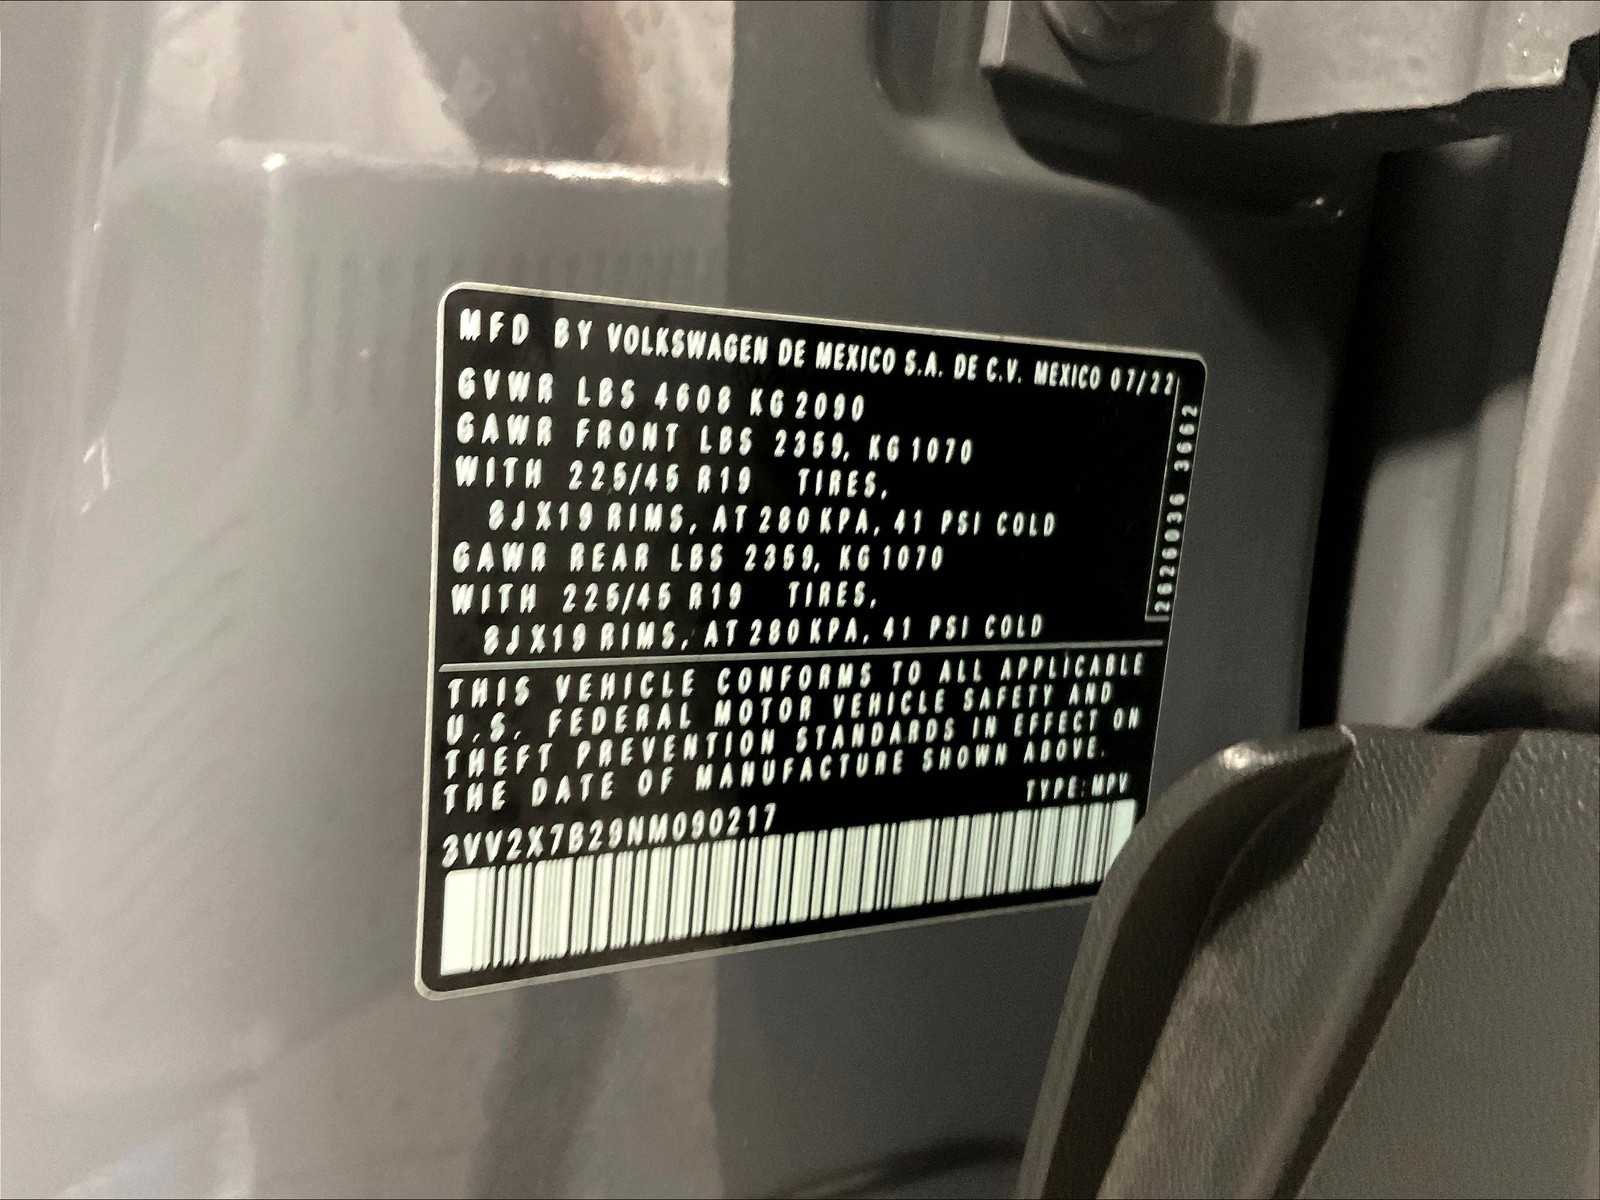 MFD BY VOLKSWAGEN DE MEXICO S.A. DE C.V. MEXICO 07/22
GVWR LBS 4608 KG 2090
GAWR FRONT LBS 2359, KG 1070
WITH 225/45 R19 TIRES,
8JX19 RIMS, AT 280 KPA, 41 PSI COLD
GAWR REAR LBS 2359, KG 1070
WITH 225/45 R19 TIRES,
8JX19 RIMS, AT 280 KPA, 41 PSI COLD
2626036 3662
THIS VEHICLE CONFORMS TO ALL APPLICABLE
U.S. FEDERAL MOTOR VEHICLE SAFETY AND
THEFT PREVENTION STANDARDS IN EFFECT ON
THE DATE OF MANUFACTURE SHOWN ABOVE.
TYPE: MPV
3VV2X7B29NM090217